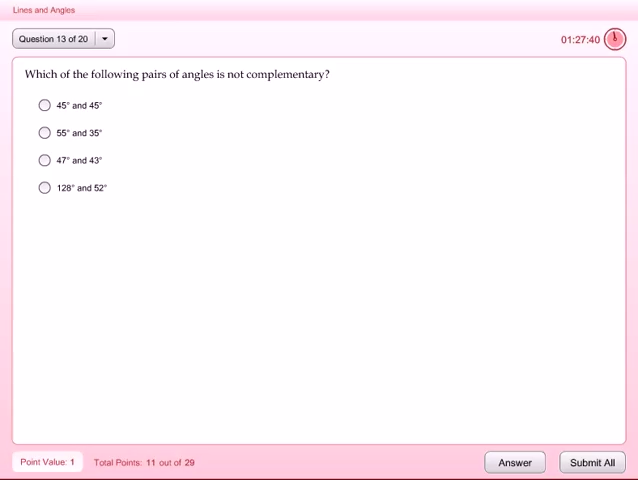 Lines and Angles
Question 13 of 20
01:27:40
Which of the following pairs of angles is not complementary?
45° and 45°
55° and 35°
47° and 43°
128° and 52°
Point Value: 1
Total Points: 11 out of 29
Answer
Submit All